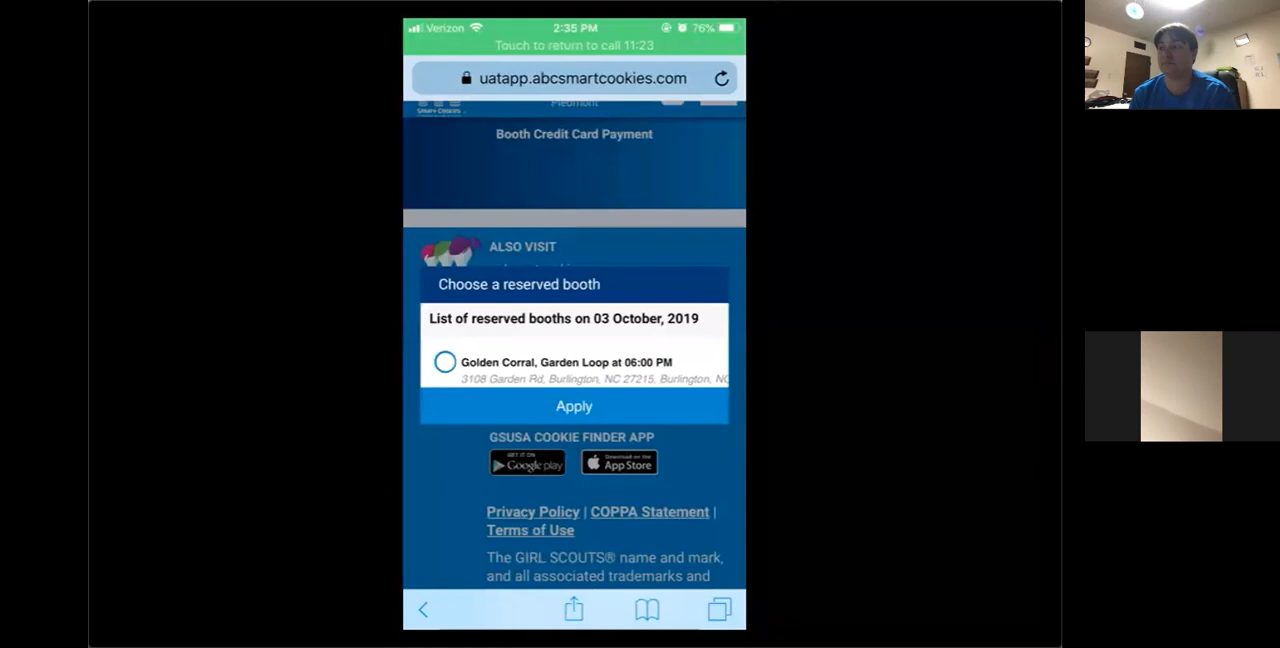 Verizon 2:35 PM 76%
Touch to return to call 11:23
uatapp.abcsmartcookies.com
Piedmont
Booth Credit Card Payment
ALSO VISIT
Choose a reserved booth
List of reserved booths on 03 October, 2019
Golden Corral, Garden Loop at 06:00 PM
3108 Garden Rd, Burlington, NC 27215, Burlington, NC
Apply
GSUSA COOKIE FINDER APP
GET IT ON
Google play
Download on the
App Store
Privacy Policy | COPPA Statement |
Terms of Use
The GIRL SCOUTS® name and mark,
and all associated trademarks and